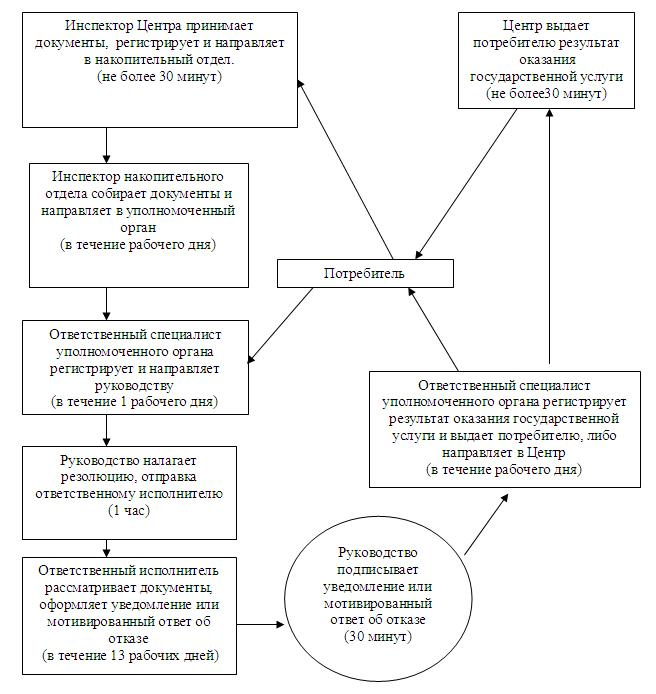 Инспектор Центра принимает
документы, регистрирует и направляет
в накопительный отдел.
(не более 30 минут)
Центр выдает
потребителю результат
оказания
государственной услуги
(не более30 минут)
Инспектор накопительного
отдела собирает документы и
направляет в уполномоченный
орган
(в течение рабочего дня)
Потребитель
Ответственный специалист
уполномоченного органа
регистрирует и направляет
руководству
(в течение 1 рабочего дня)
Ответственный специалист
уполномоченного органа регистрирует
результат оказания государственной
услуги и выдает потребителю, либо
направляет в Центр
(в течение рабочего дня)
Руководство налагает
резолюцию, отправка
ответственному исполнителю
(1 час)
Ответственный исполнитель
рассматривает документы,
оформляет уведомление или
мотивированный ответ об
отказе
(в течение 13 рабочих дней)
Руководство
подписывает
уведомление или
мотивированный
ответ об отказе
(30 минут)